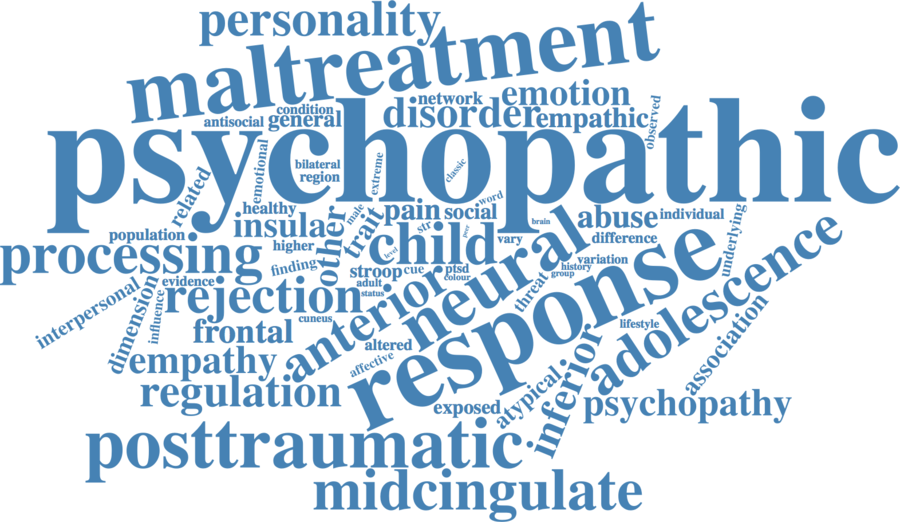 personality
maltreatment
network
emotion
condition
disorder
antisocial
general
empathic
observed
psychopathic
emotional
bilateral
region
extreme
classic
related
healthy
insula
other
male
trait
pain
social
word
str
peer
brain
abuse
individual
population
higher
child
level
vary
difference
underlying
processing
finding
stroop
cue
ptsd
colour
neural
threat
history
group
variation
response
adolescence
interpersonal
dimension
evidence
influence
rejection
adult
status
anterior
cuneus
frontal
altered
affective
lifestyle
association
empathy
regulation
exposed
atypical
inferior
psychopathy
posttraumatic
midcingulate